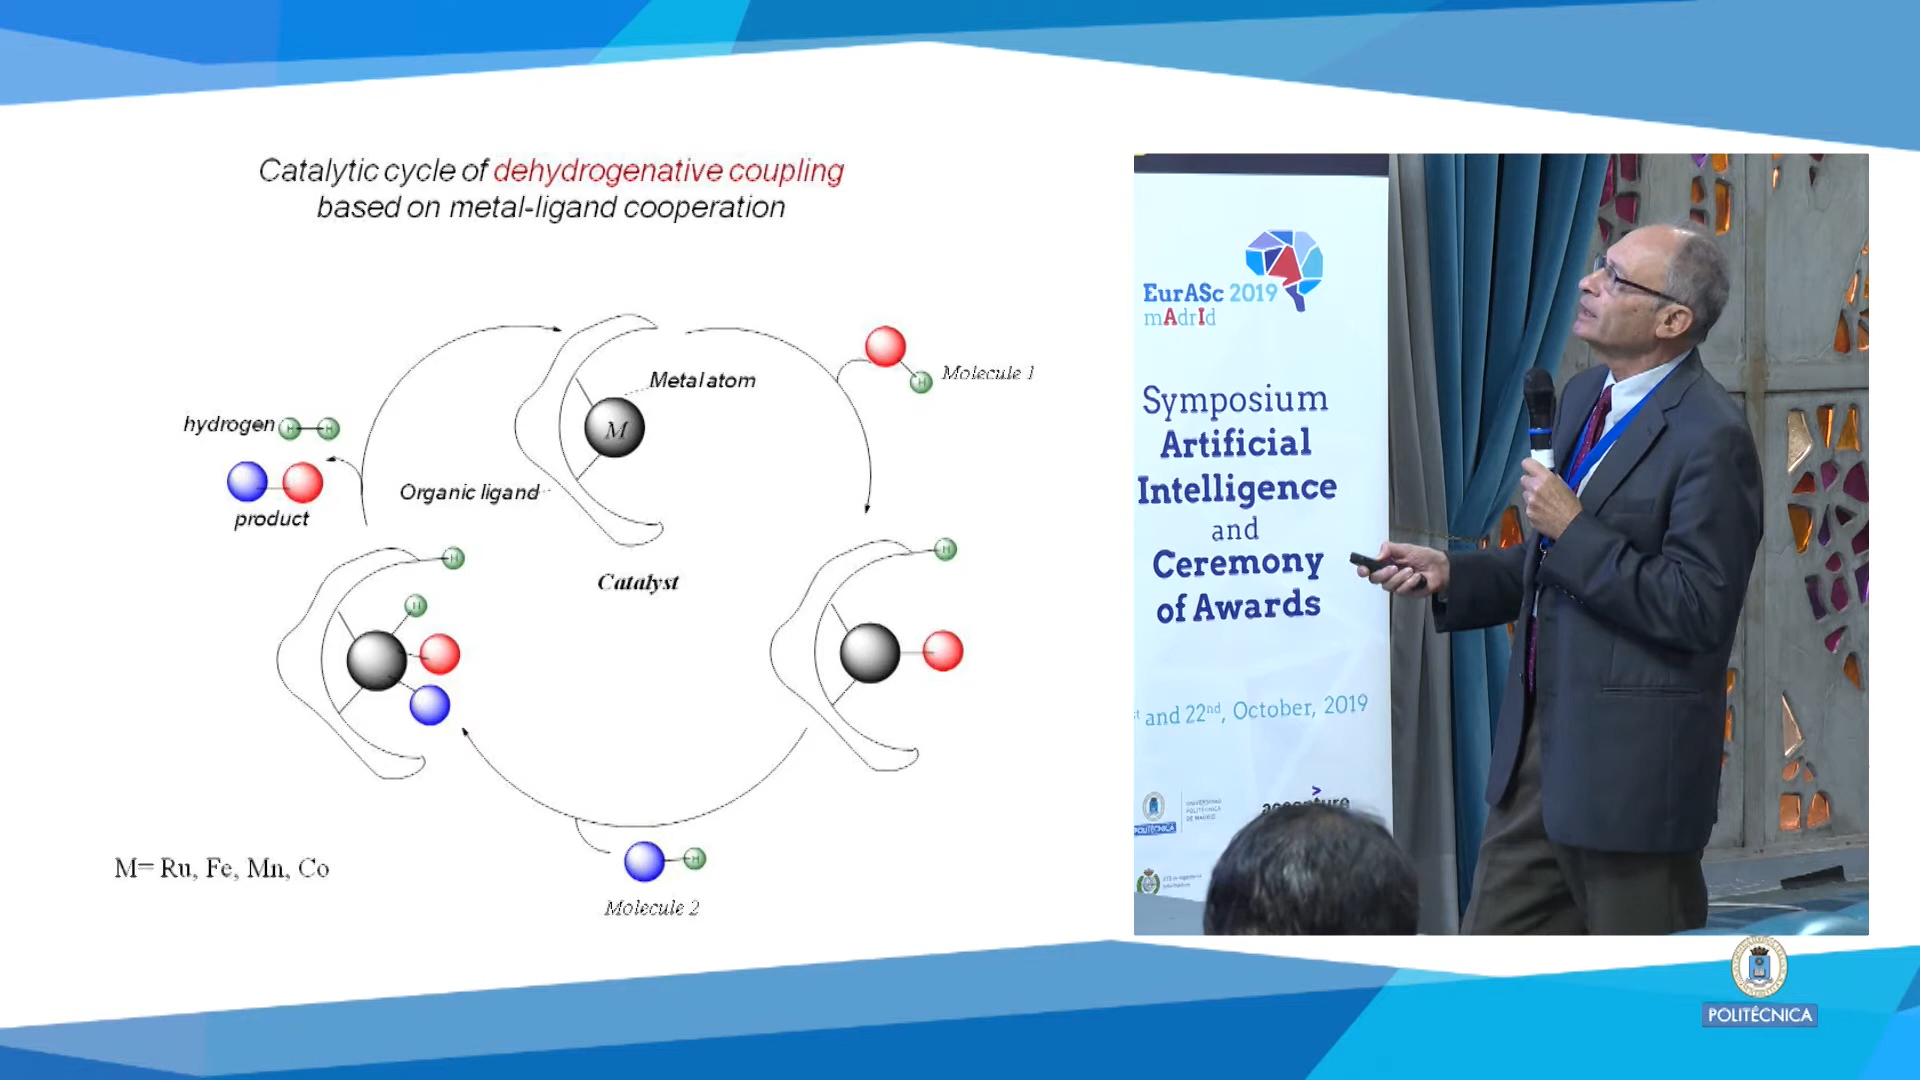 Catalytic cycle of dehydrogenative coupling
based on metal-ligand cooperation
Metal atom
M
H
Molecule 1
hydrogen
H
H
Organic ligand
product
H
H
Catalyst
H
H
Molecule 2
M= Ru, Fe, Mn, Co
EurASc 2019
mAdrId
Symposium
Artificial
Intelligence
and
Ceremony
of Awards
and 22nd, October, 2019
UNIVERSIDAD
POLITÉCNICA
DE MADRID
POLITÉCNICA
accenture
POLITÉCNICA